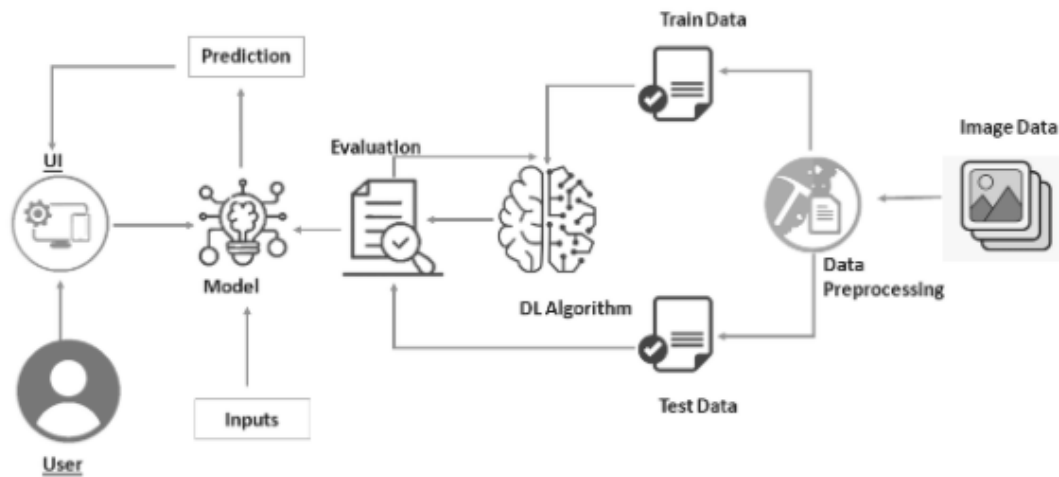 Train Data
Prediction
Image Data
Evaluation
UI
Model
Data
Preprocessing
DL Algorithm
Inputs
Test Data
User